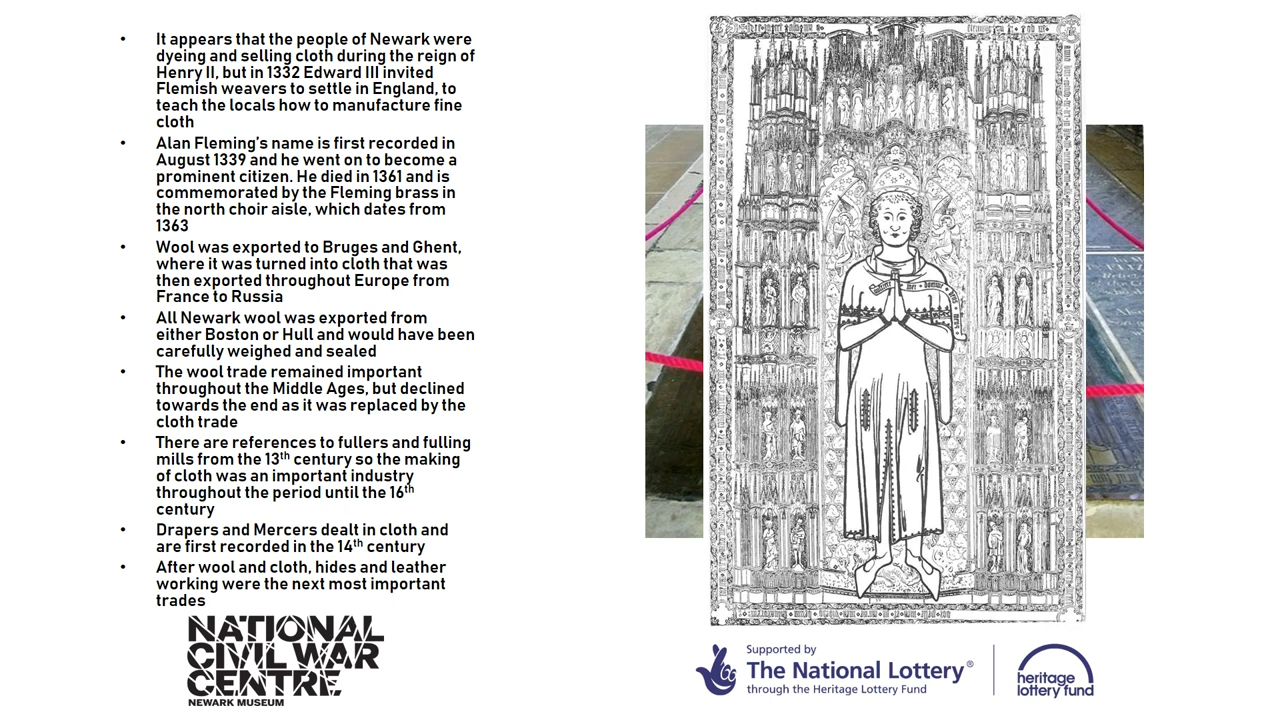 • It appears that the people of Newark were
dyeing and selling cloth during the reign of
Henry II, but in 1332 Edward III invited
Flemish weavers to settle in England, to
teach the locals how to manufacture fine
cloth
• Alan Fleming’s name is first recorded in
August 1339 and he went on to become a
prominent citizen. He died in 1361 and is
commemorated by the Fleming brass in
the north choir aisle, which dates from
1363
• Wool was exported to Bruges and Ghent,
where it was turned into cloth that was
then exported throughout Europe from
France to Russia
• All Newark wool was exported from
either Boston or Hull and would have been
carefully weighed and sealed
• The wool trade remained important
throughout the Middle Ages, but declined
towards the end as it was replaced by the
cloth trade
• There are references to fullers and fulling
mills from the 13th century so the making
of cloth was an important industry
throughout the period until the 16th
century
• Drapers and Mercers dealt in cloth and
are first recorded in the 14th century
• After wool and cloth, hides and leather
working were the next most important
trades
NATIONAL
CIVIL WAR
CENTRE
NEWARK MUSEUM
Supported by
The National Lottery®
through the Heritage Lottery Fund
heritage
lottery fund